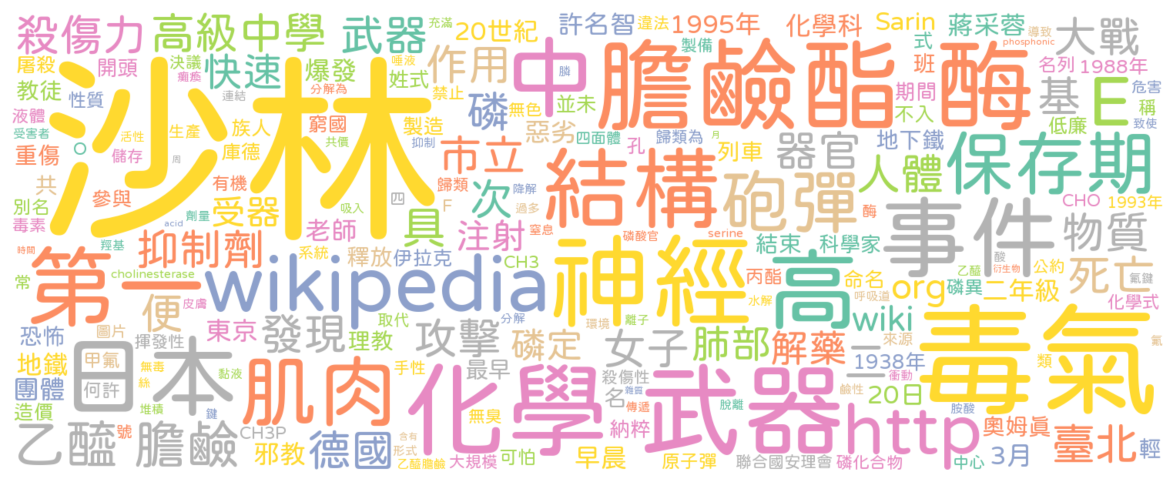 殺傷力
高級中學
武器
充滿
20世紀
許名智
違法
1995年
化學科
Sarin
蔣采蓉
大戰
屠殺
開頭
決議
癱瘓
快速
爆發
唾液
姓式
作用
中
膦
製備
膽鹼酯酶
式
班
導致
phosphonic
名列
1988年
教徒
性質
沙林
連結
分解為
禁止
磷
無色
並未
期間
基
E
危害
稱
液體
受害者
活性
生產
族人
窮國
製造
惡劣
四面體
歸類為
地下鐵
不入
低廉
致使
重傷
儲存
周
庫德
共價
抑制
市立
孔
列車
器官
人體
保存期
共
參與
有機
歸類
降解
結構
砲彈
別名
毒素
劑量
受器
吸入
四
F
過多
次
酶
事件
CHO
1993年
羥基
acid
抑制劑
老師
具
注射
窒息
磷酸官
serine
結束
科學家
物質
時間
常
第一
cholinesterase
系統
釋放
伊拉克
CH3
神經
丙酯
高
命名
乙醯
酸
衍生物
公約
氰鍵
死亡
便
皮膚
wikipedia
水解
呼吸道
org
磷異
二年級
化學式
恐怖
圖片
揮發性
東京
取代
分解
環境
離子
wiki
來源
氰
地鐵
日本
甲氟
無毒
發現
理教
攻擊
磷定
女子
肺部
解藥
一
1938年
類
毒氣
團體
何許
絲
黏液
手性
最早
殺傷性
名
雜質
傳遞
衝動
鹼性
20日
造價
堆積
鍵
肌肉
化學武器
脫離
胺酸
http
奧姆真
臺北
輕
乙醯
號
膽鹼
CH3P
邪教
德國
含有
形式
乙醯膽鹼
無臭
大規模
納粹
可怕
早晨
原子彈
聯合國安理會
磷化合物
中心
3月
月